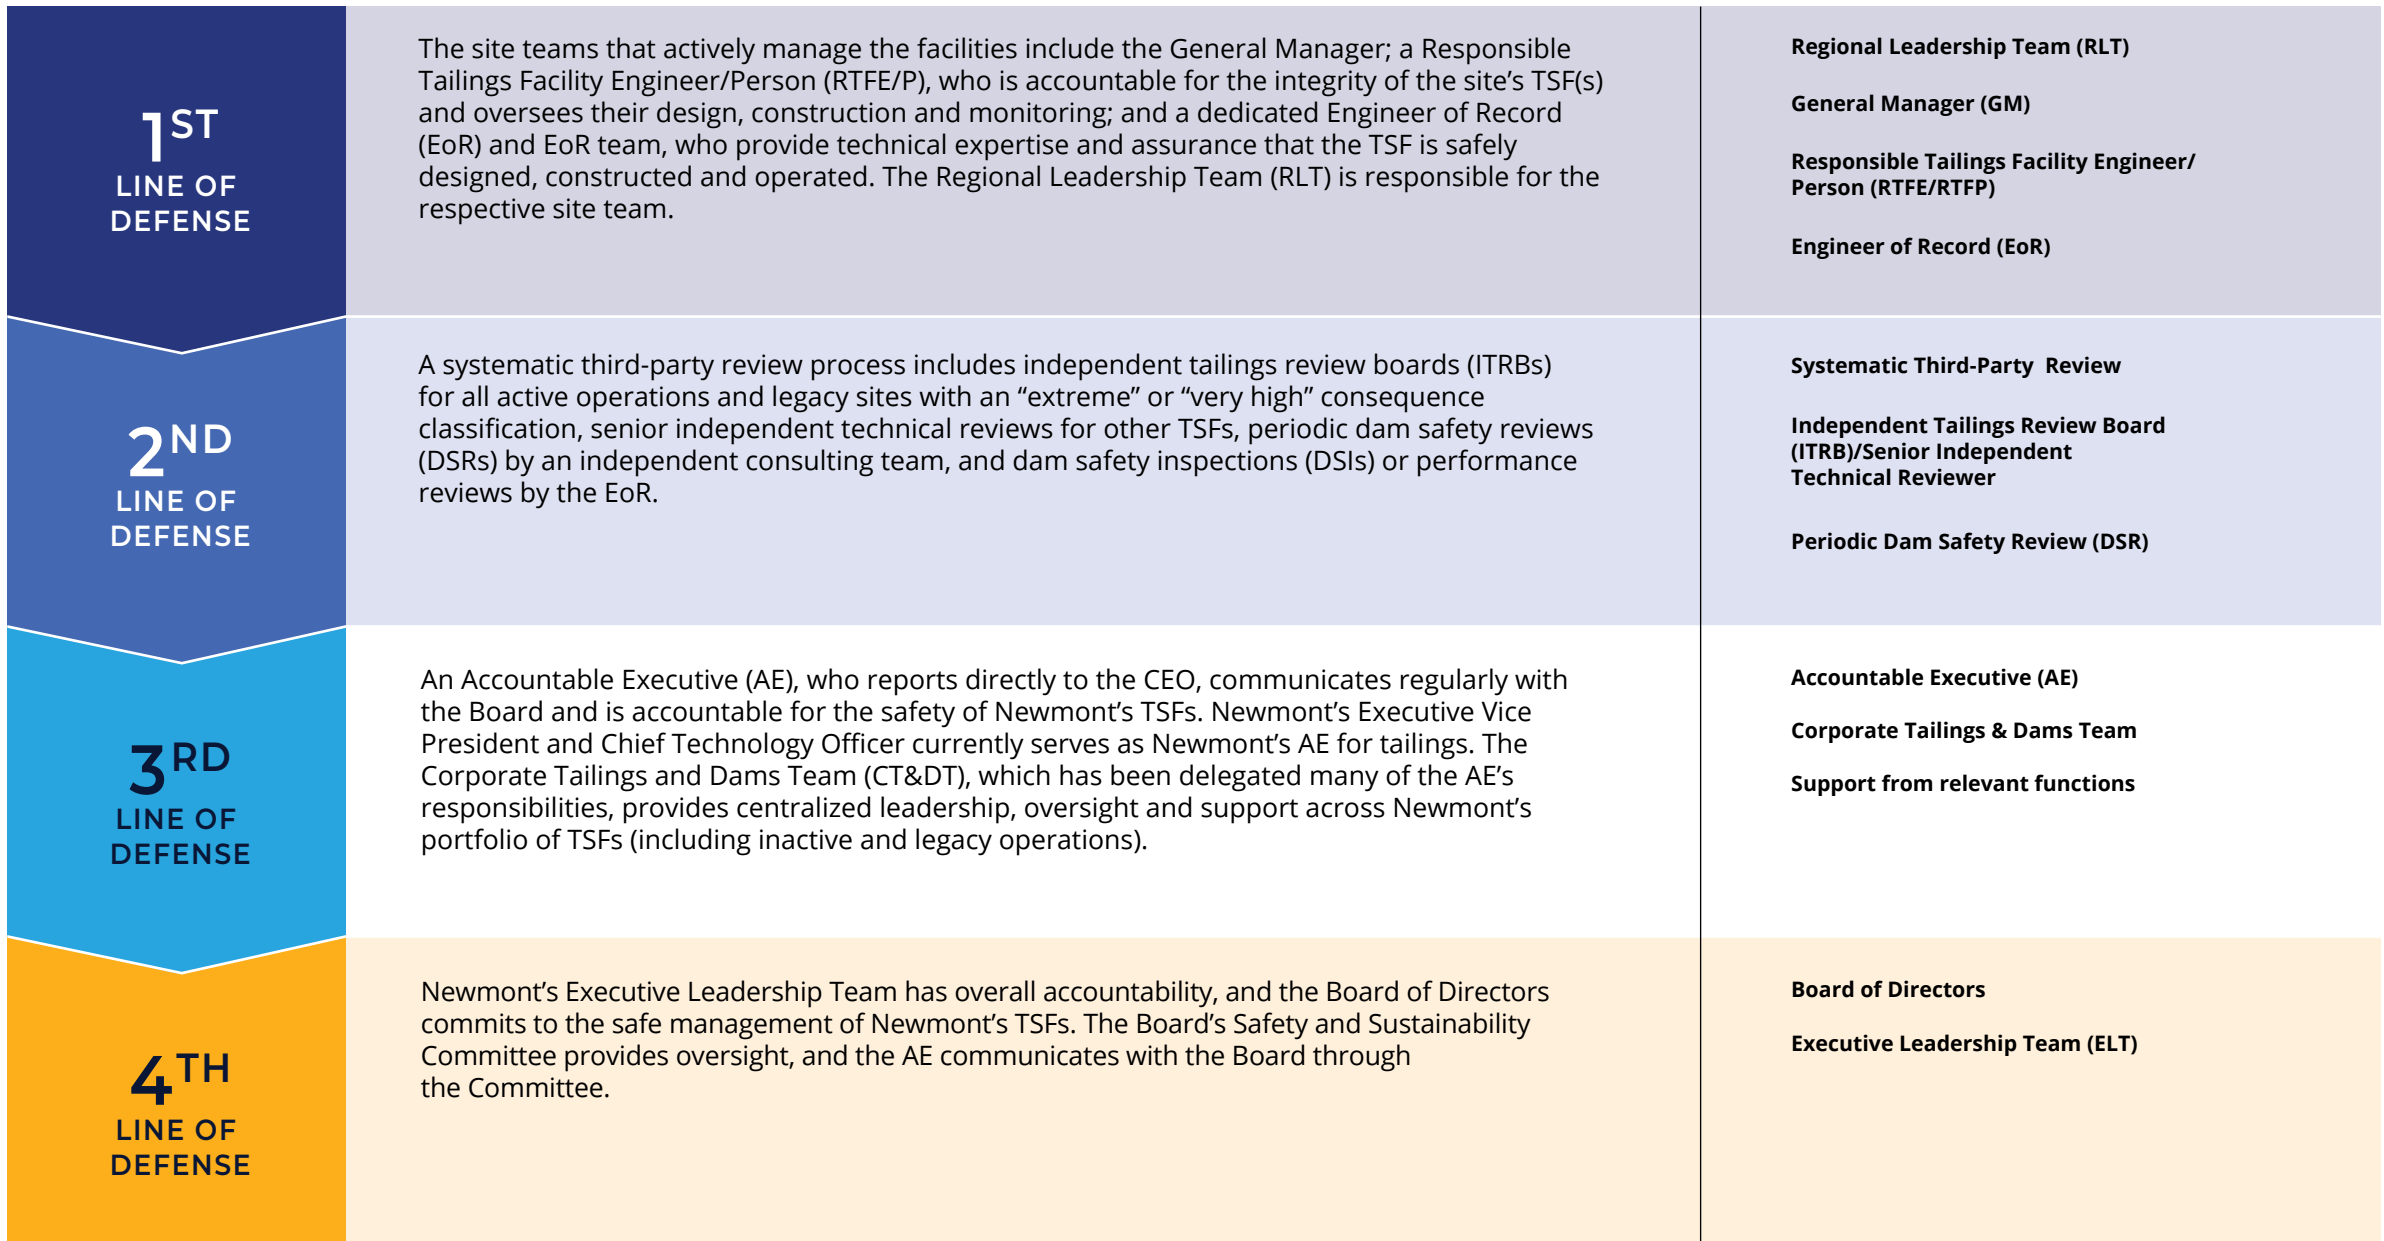 1ST
LINE OF
DEFENSE
The site teams that actively manage the facilities include the General Manager; a Responsible
Tailings Facility Engineer/Person (RTFE/P), who is accountable for the integrity of the site’s TSF(s)
and oversees their design, construction and monitoring; and a dedicated Engineer of Record
(EoR) and EoR team, who provide technical expertise and assurance that the TSF is safely
designed, constructed and operated. The Regional Leadership Team (RLT) is responsible for the
respective site team.
Regional Leadership Team (RLT)
General Manager (GM)
Responsible Tailings Facility Engineer/
Person (RTFE/RTFP)
Engineer of Record (EoR)
2ND
LINE OF
DEFENSE
A systematic third-party review process includes independent tailings review boards (ITRBs)
for all active operations and legacy sites with an “extreme” or “very high” consequence
classification, senior independent technical reviews for other TSFs, periodic dam safety reviews
(DSRs) by an independent consulting team, and dam safety inspections (DSIs) or performance
reviews by the EoR.
Systematic Third-Party Review
Independent Tailings Review Board
(ITRB)/Senior Independent
Technical Reviewer
Periodic Dam Safety Review (DSR)
3RD
LINE OF
DEFENSE
An Accountable Executive (AE), who reports directly to the CEO, communicates regularly with
the Board and is accountable for the safety of Newmont’s TSFs. Newmont’s Executive Vice
President and Chief Technology Officer currently serves as Newmont’s AE for tailings. The
Corporate Tailings and Dams Team (CT&DT), which has been delegated many of the AE’s
responsibilities, provides centralized leadership, oversight and support across Newmont’s
portfolio of TSFs (including inactive and legacy operations).
Accountable Executive (AE)
Corporate Tailings & Dams Team
Support from relevant functions
4TH
LINE OF
DEFENSE
Newmont’s Executive Leadership Team has overall accountability, and the Board of Directors
commits to the safe management of Newmont’s TSFs. The Board’s Safety and Sustainability
Committee provides oversight, and the AE communicates with the Board through
the Committee.
Board of Directors
Executive Leadership Team (ELT)